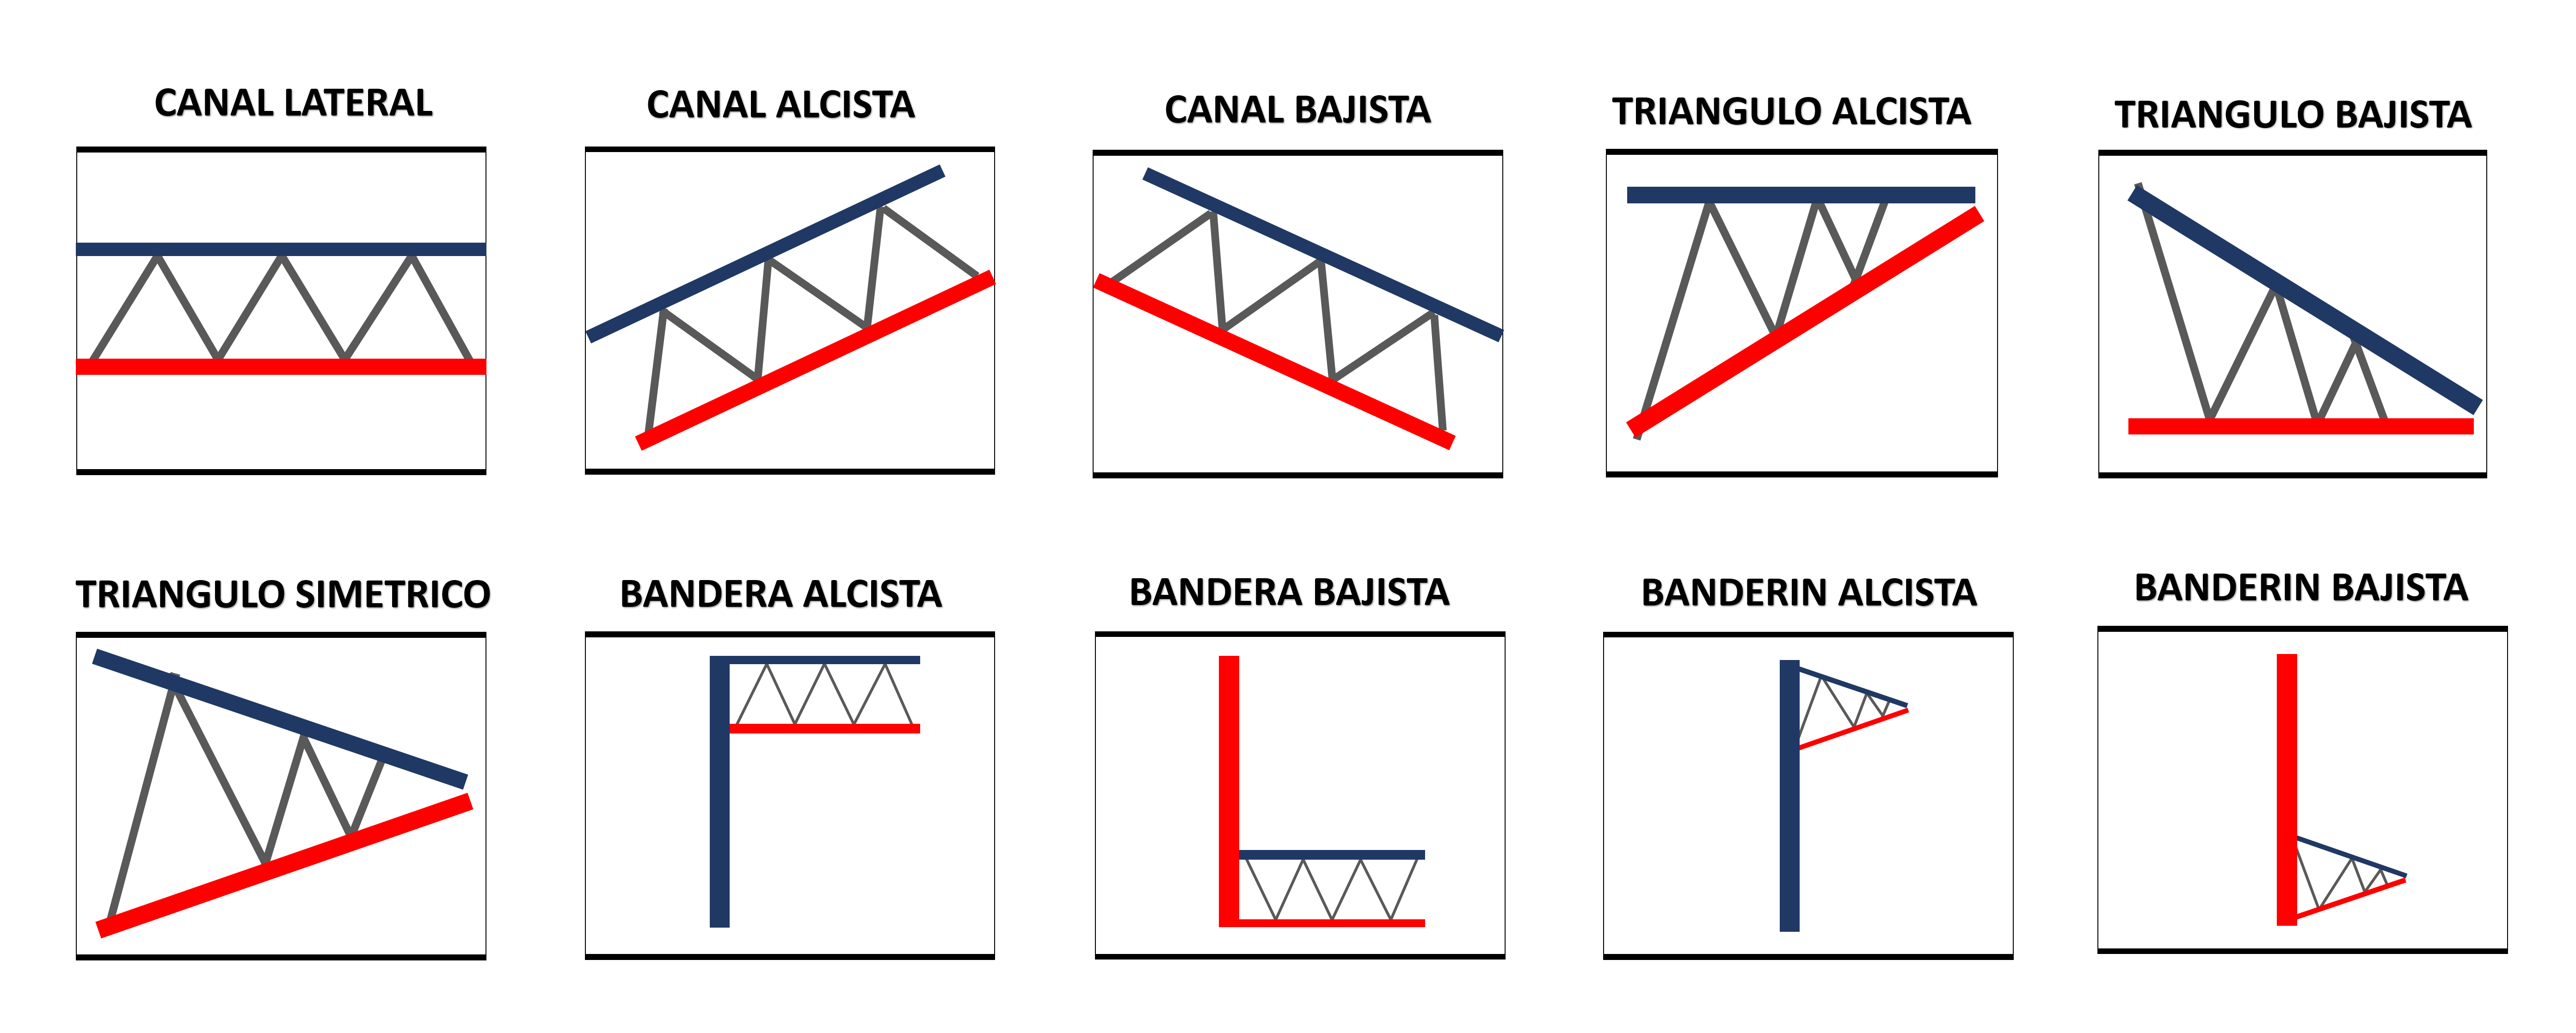 CANAL LATERAL
CANAL ALCISTA
CANAL BAJISTA
TRIANGULO ALCISTA
TRIANGULO BAJISTA
TRIANGULO SIMETRICO
BANDERA ALCISTA
BANDERA BAJISTA
BANDERIN ALCISTA
BANDERIN BAJISTA